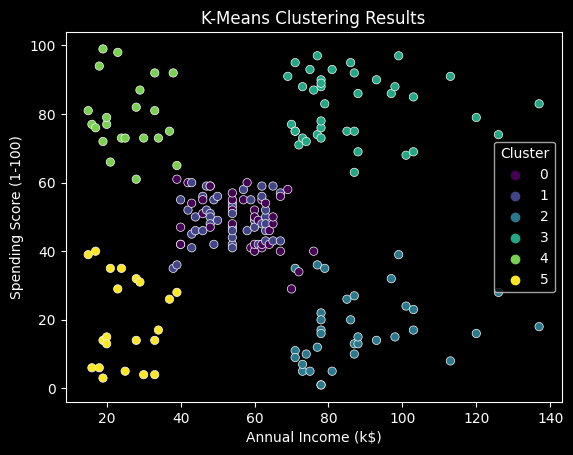 K-Means Clustering Results
Spending Score (1-100)
100
80
60
40
20
0
Cluster
0
1
2
3
4
5
20 40 60 80 100 120 140
Annual Income (k$)